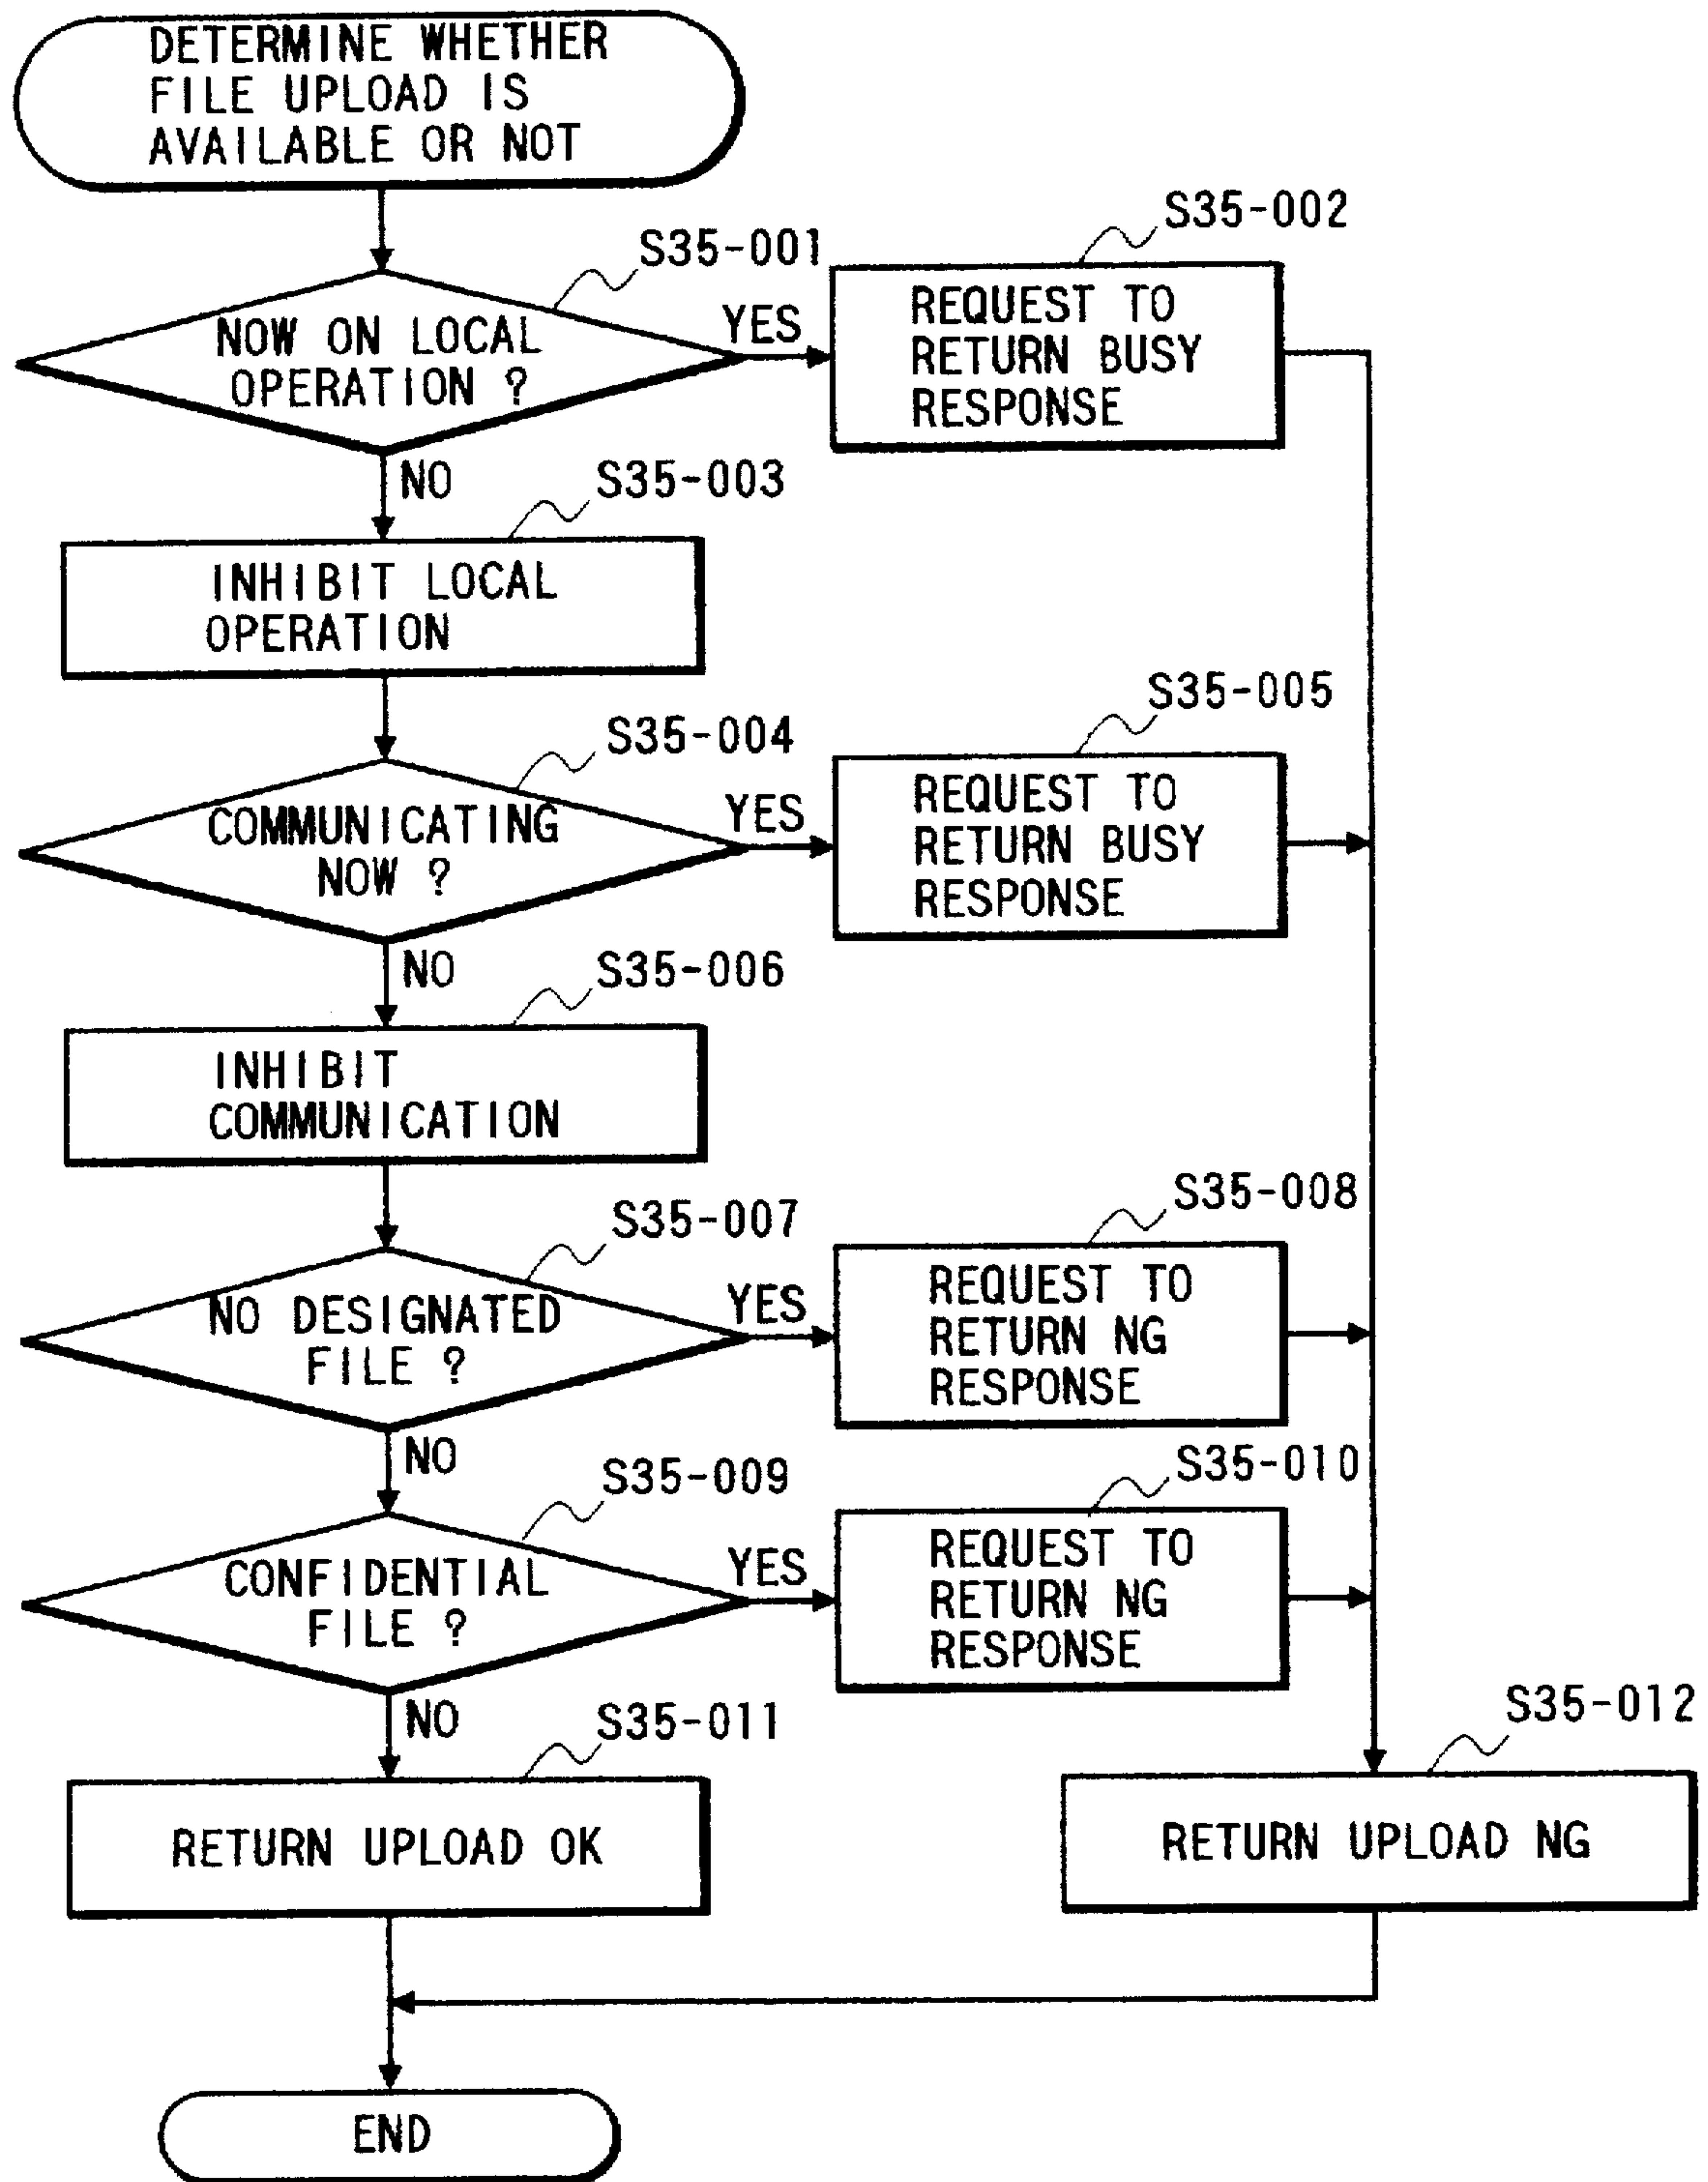 DETERMINE WHETHER
FILE UPLOAD IS
AVAILABLE OR NOT
S35-001
NOW ON LOCAL
OPERATION ?
YES
NO
S35-002
REQUEST TO
RETURN BUSY
RESPONSE
S35-003
INHIBIT LOCAL
OPERATION
S35-004
COMMUNICATING
NOW ?
YES
NO
S35-005
REQUEST TO
RETURN BUSY
RESPONSE
S35-006
INHIBIT
COMMUNICATION
S35-007
NO DESIGNATED
FILE ?
YES
NO
S35-008
REQUEST TO
RETURN NG
RESPONSE
S35-009
CONFIDENTIAL
FILE ?
YES
NO
S35-010
REQUEST TO
RETURN NG
RESPONSE
S35-011
RETURN UPLOAD OK
S35-012
RETURN UPLOAD NG
END